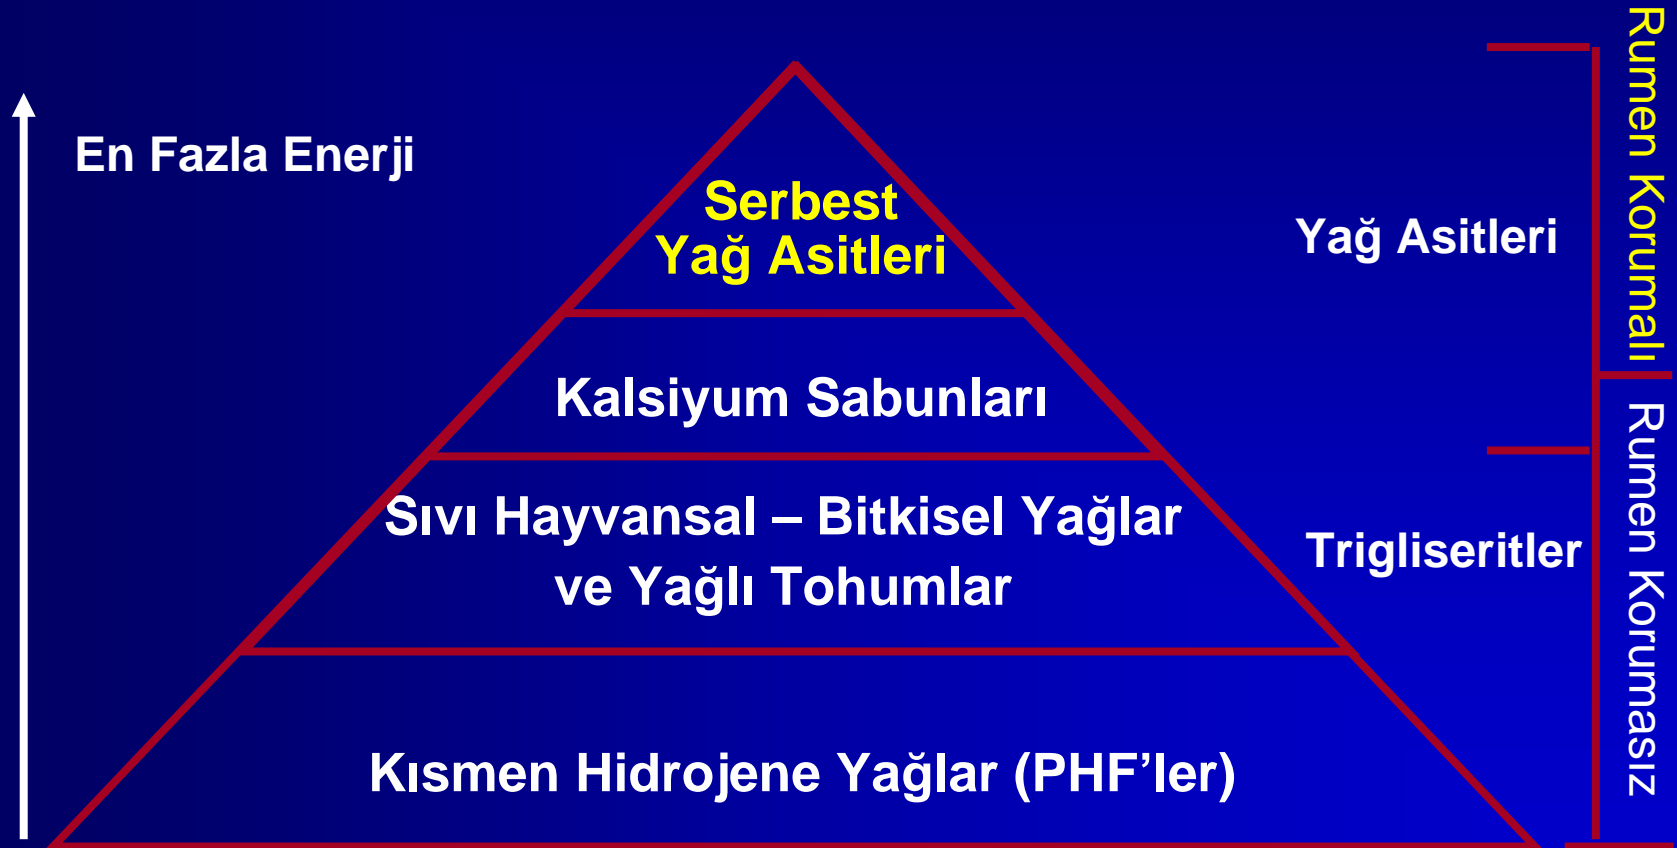 En Fazla Enerji
Serbest
Yağ Asitleri
Kalsiyum Sabunları
Sıvı Hayvansal – Bitkisel Yağlar
ve Yağlı Tohumlar
Kısmen Hidrojene Yağlar (PHF’ler)
Yağ Asitleri
Trigliseritler
Rumen Korumalı
Rumen Korumasız